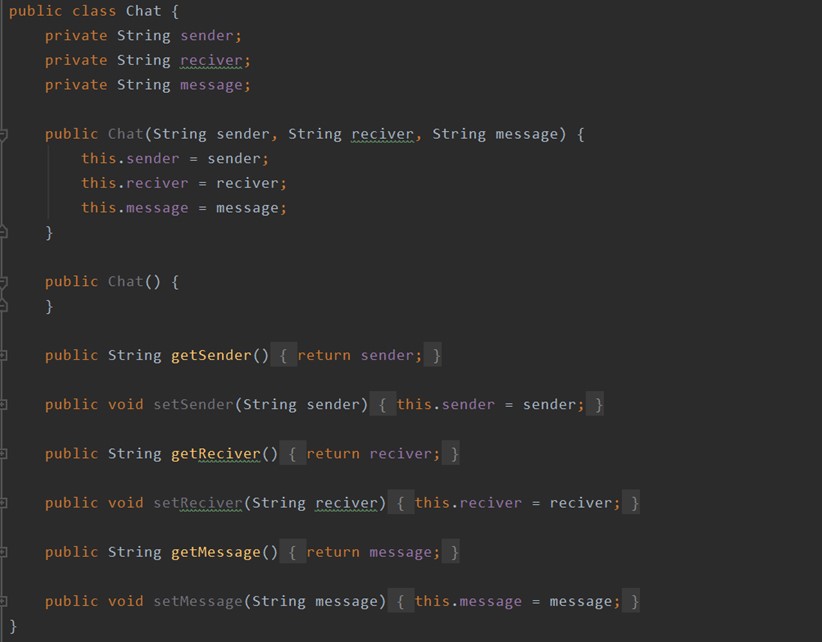 public class Chat {
private String sender;
private String reciver;
private String message;
public Chat(String sender, String reciver, String message) {
this.sender = sender;
this.reciver = reciver;
this.message = message;
}
public Chat() {
}
public String getSender() { return sender; }
public void setSender(String sender) { this.sender = sender; }
public String getReciver() { return reciver; }
public void setReciver(String reciver) { this.reciver = reciver; }
public String getMessage() { return message; }
public void setMessage(String message) { this.message = message; }
}